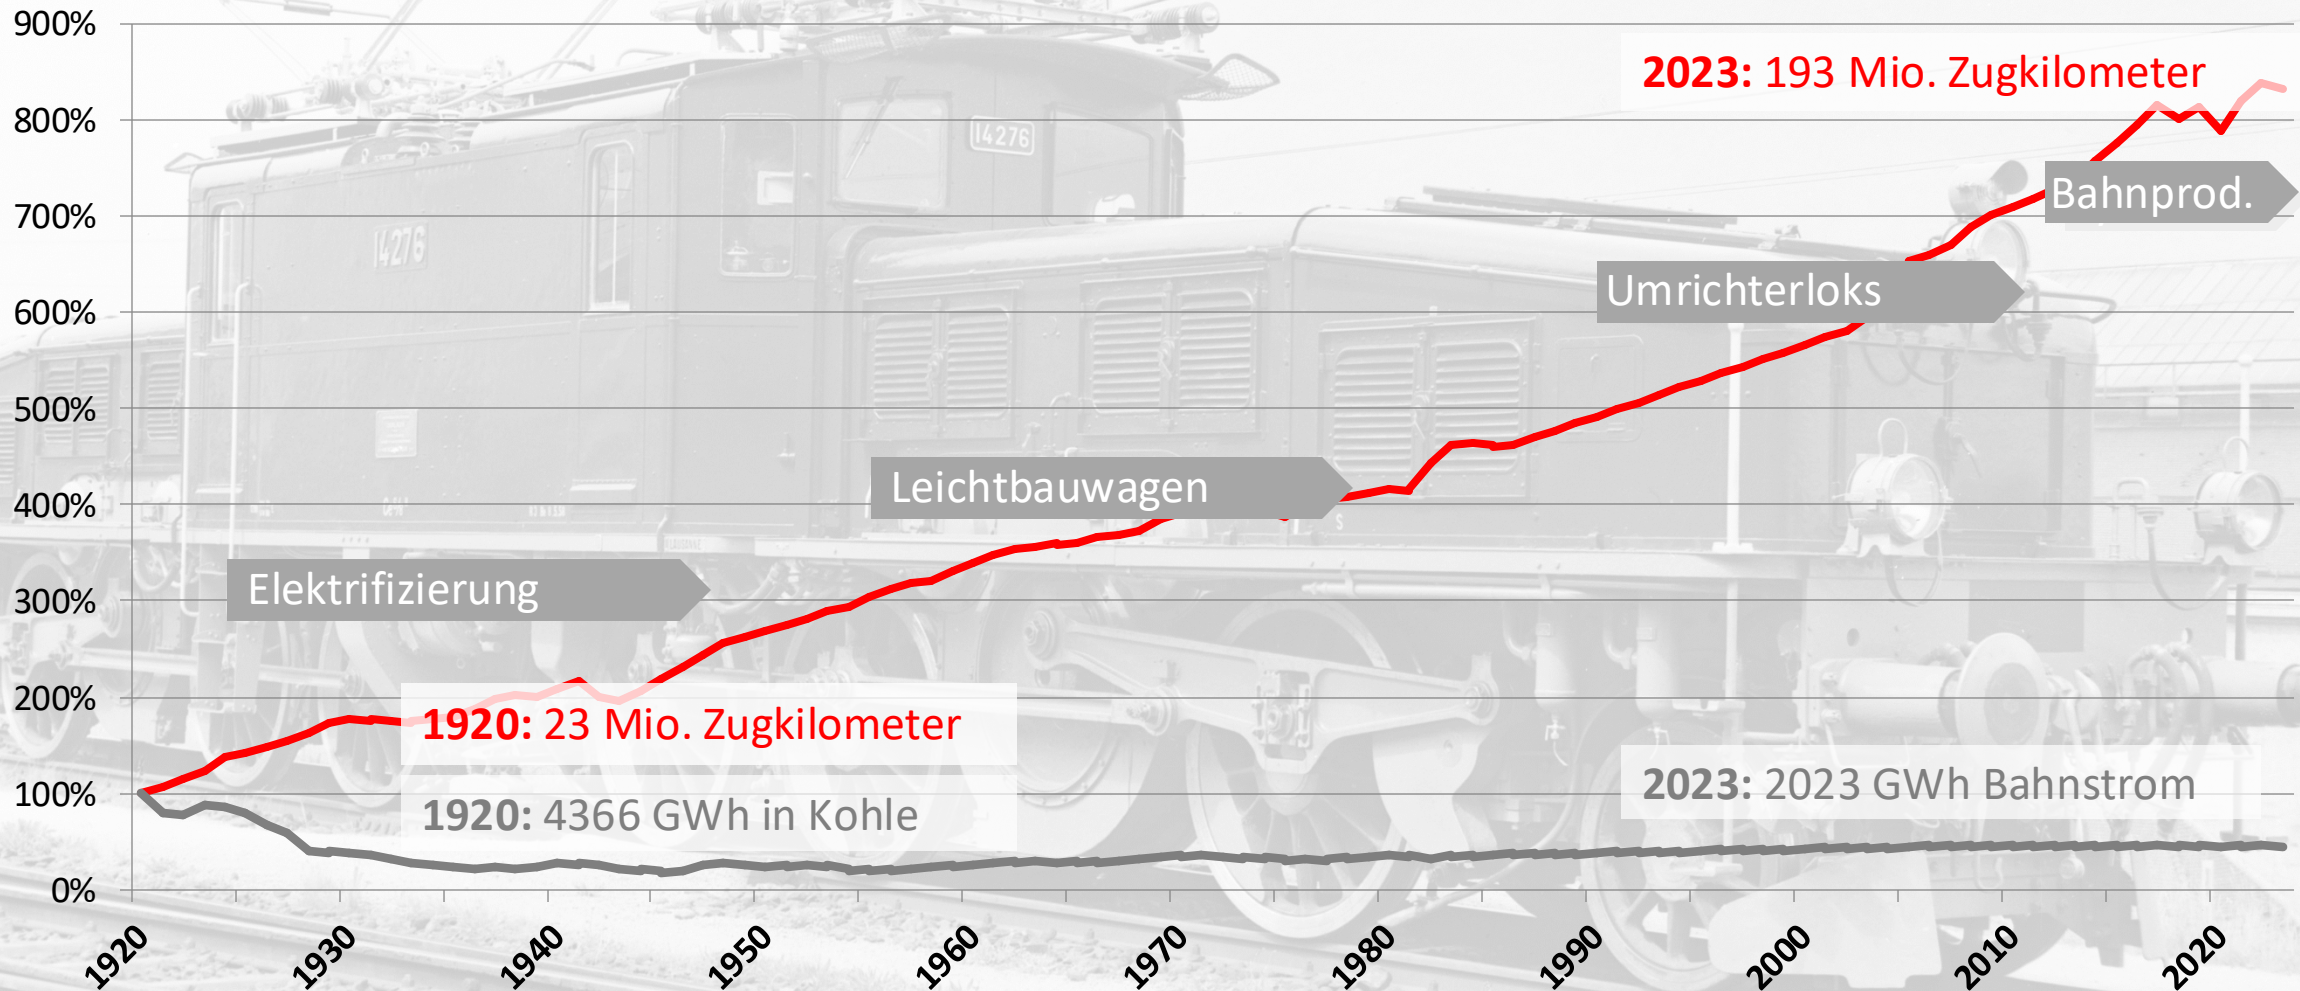 900%
2023: 193 Mio. Zugkilometer
800%
14276
700%
Bahnprod.
14276
600%
Umrichterloks
500%
Leichtbauwagen
400%
300%
Elektrifizierung
200%
1920: 23 Mio. Zugkilometer
100%
1920: 4366 GWh in Kohle
2023: 2023 GWh Bahnstrom
0%
1920 1930 1940 1950 1960 1970 1980 1990 2000 2010 2020